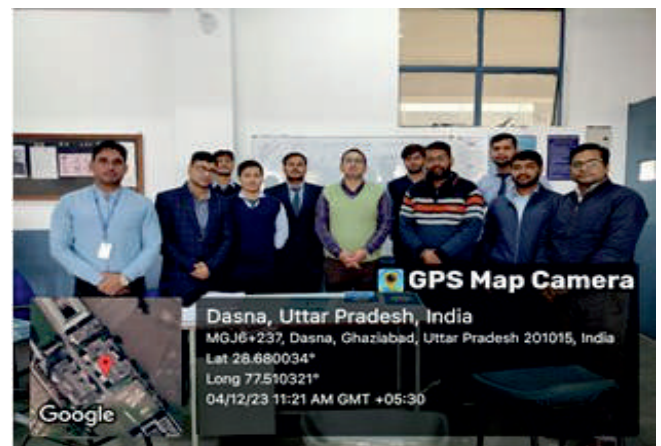 GPS Map Camera
Dasna, Uttar Pradesh, India
MGJ6+237, Dasna, Ghaziabad, Uttar Pradesh 201015, India
Lat 28.680034°
Long 77.510321°
04/12/23 11:21 AM GMT +05:30
Google